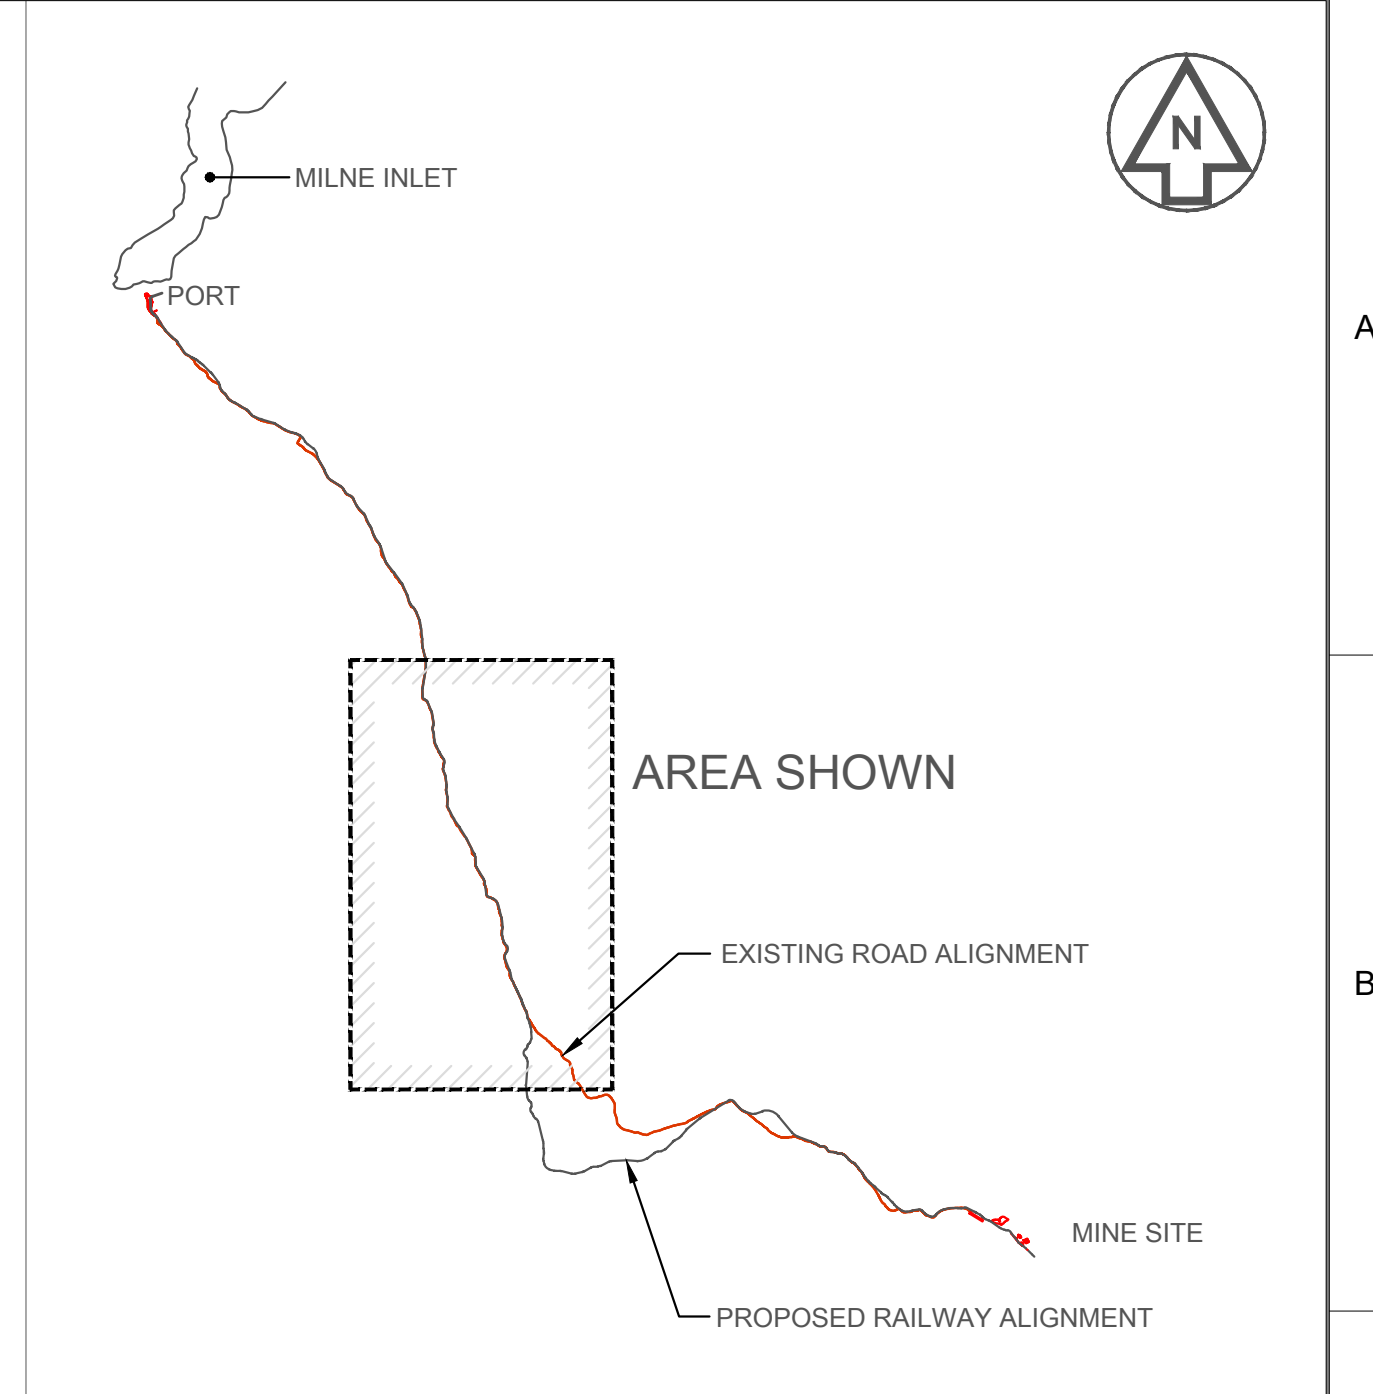 N
MILNE INLET
PORT
A
AREA SHOWN
EXISTING ROAD ALIGNMENT
B
MINE SITE
PROPOSED RAILWAY ALIGNMENT